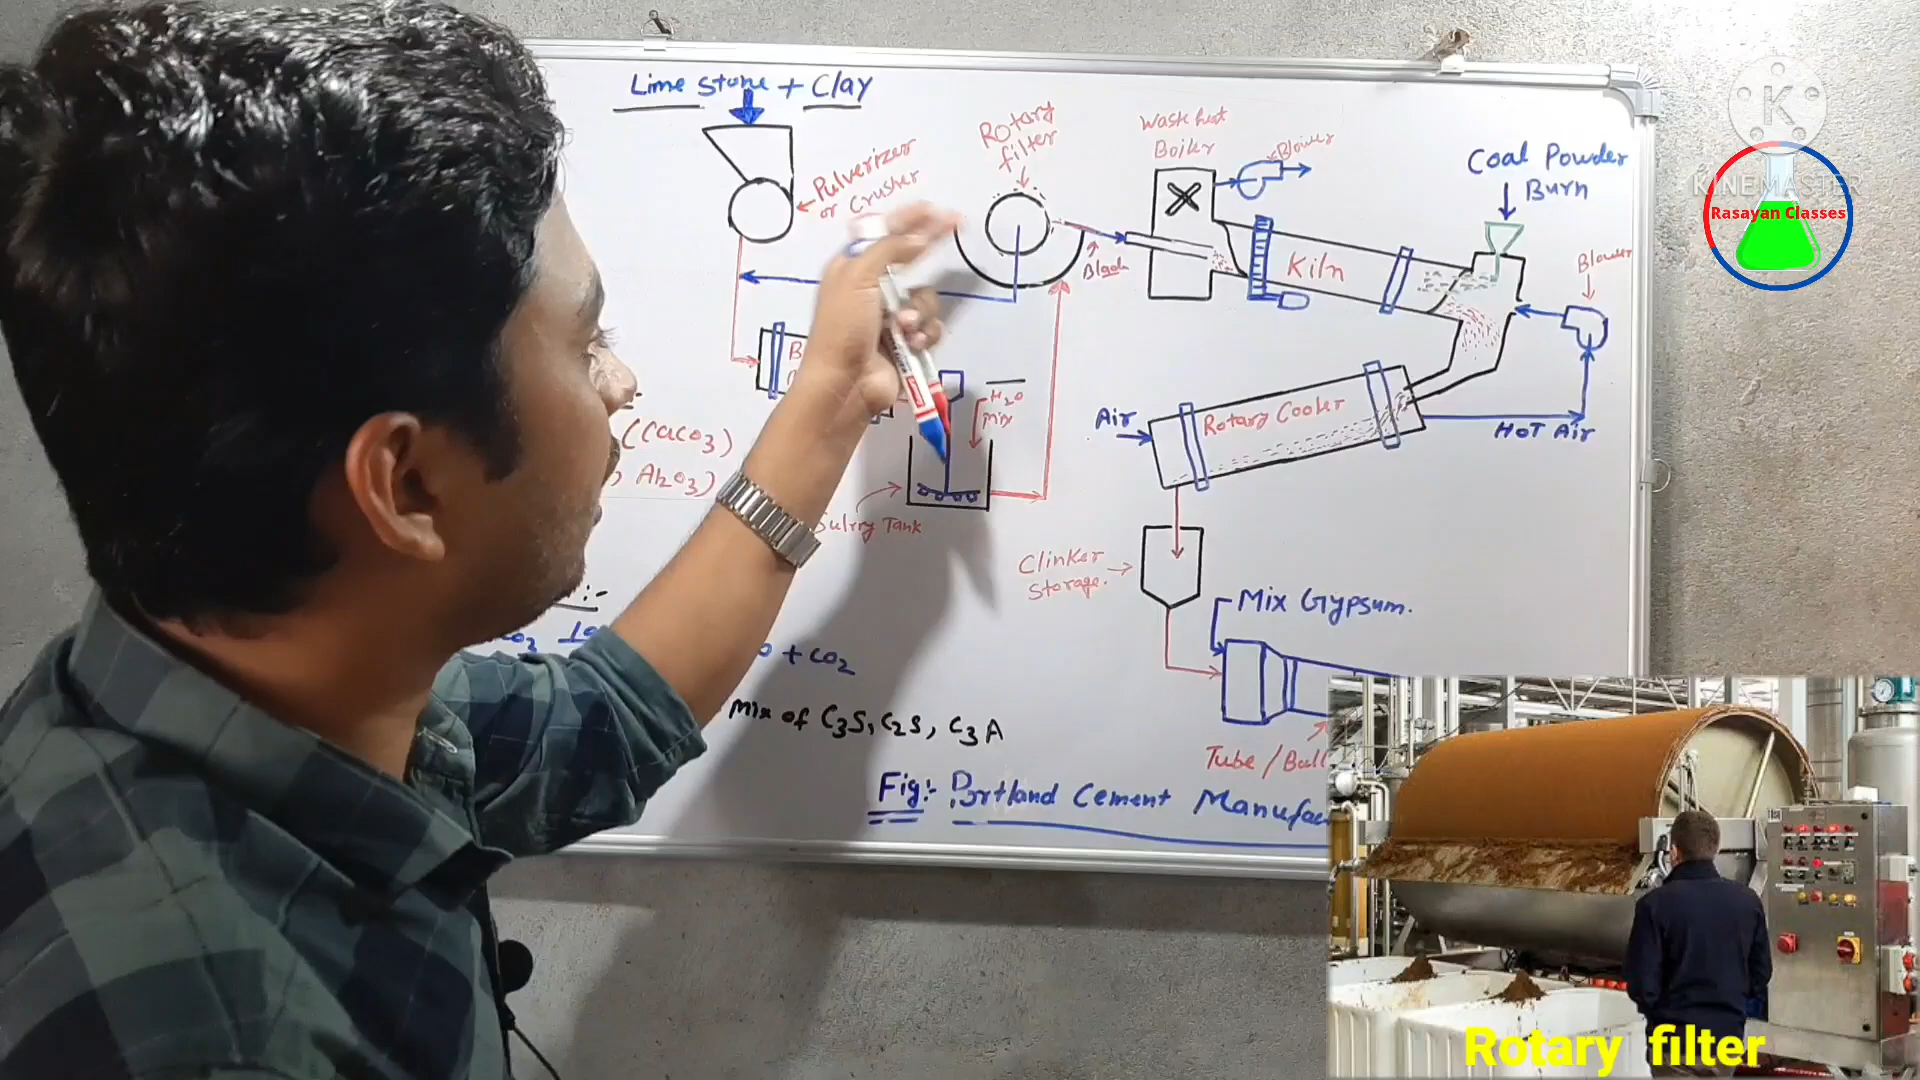 Lime stone + Clay
Pulverizer
or Crusher
Rotary
filter
Waste heat
Boiler
Blower
Coal Powder
Burn
KINEMASTER
Rasayan Classes
Blade
Kiln
Blower
H2O
Mix
Air
Rotary Cooler
HOT Air
(CaCO3)
, Al2O3)
Sulrry Tank
Clinker
Storage.
Mix Gypsum.
+ CO2
Mix of C3S, C2S, C3A
Tube / Ball
Fig:- Portland Cement Manufac
Rotary filter